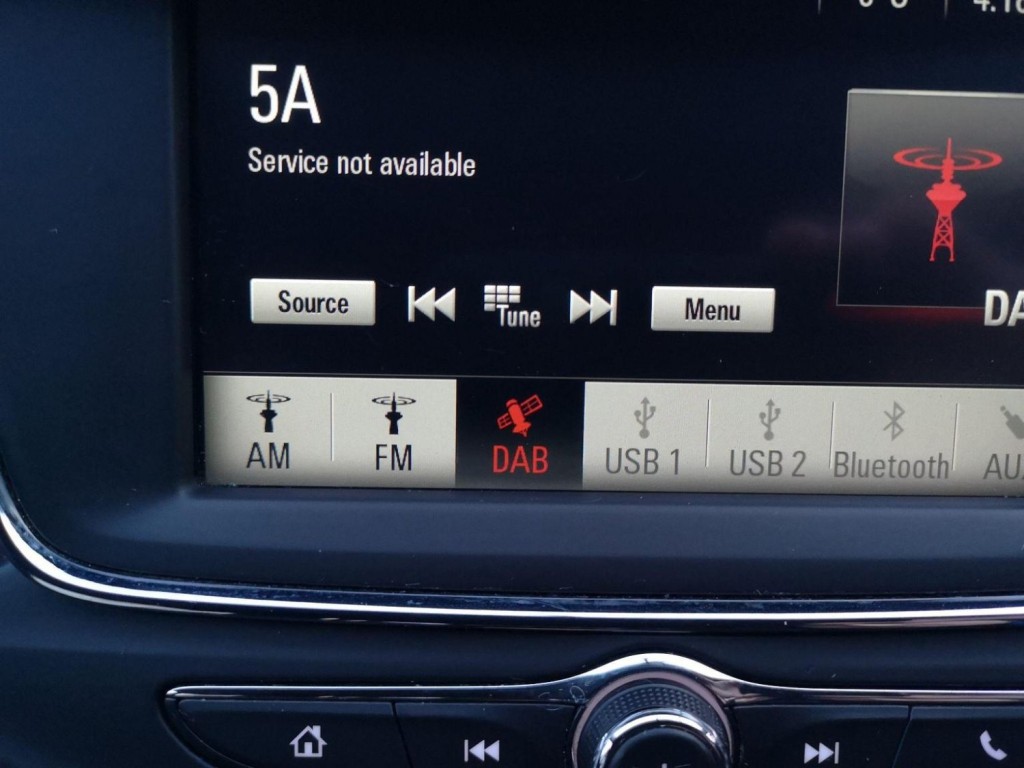 5A
Service not available
Source
Tune
Menu
AM
FM
DAB
USB 1
USB 2
Bluetooth